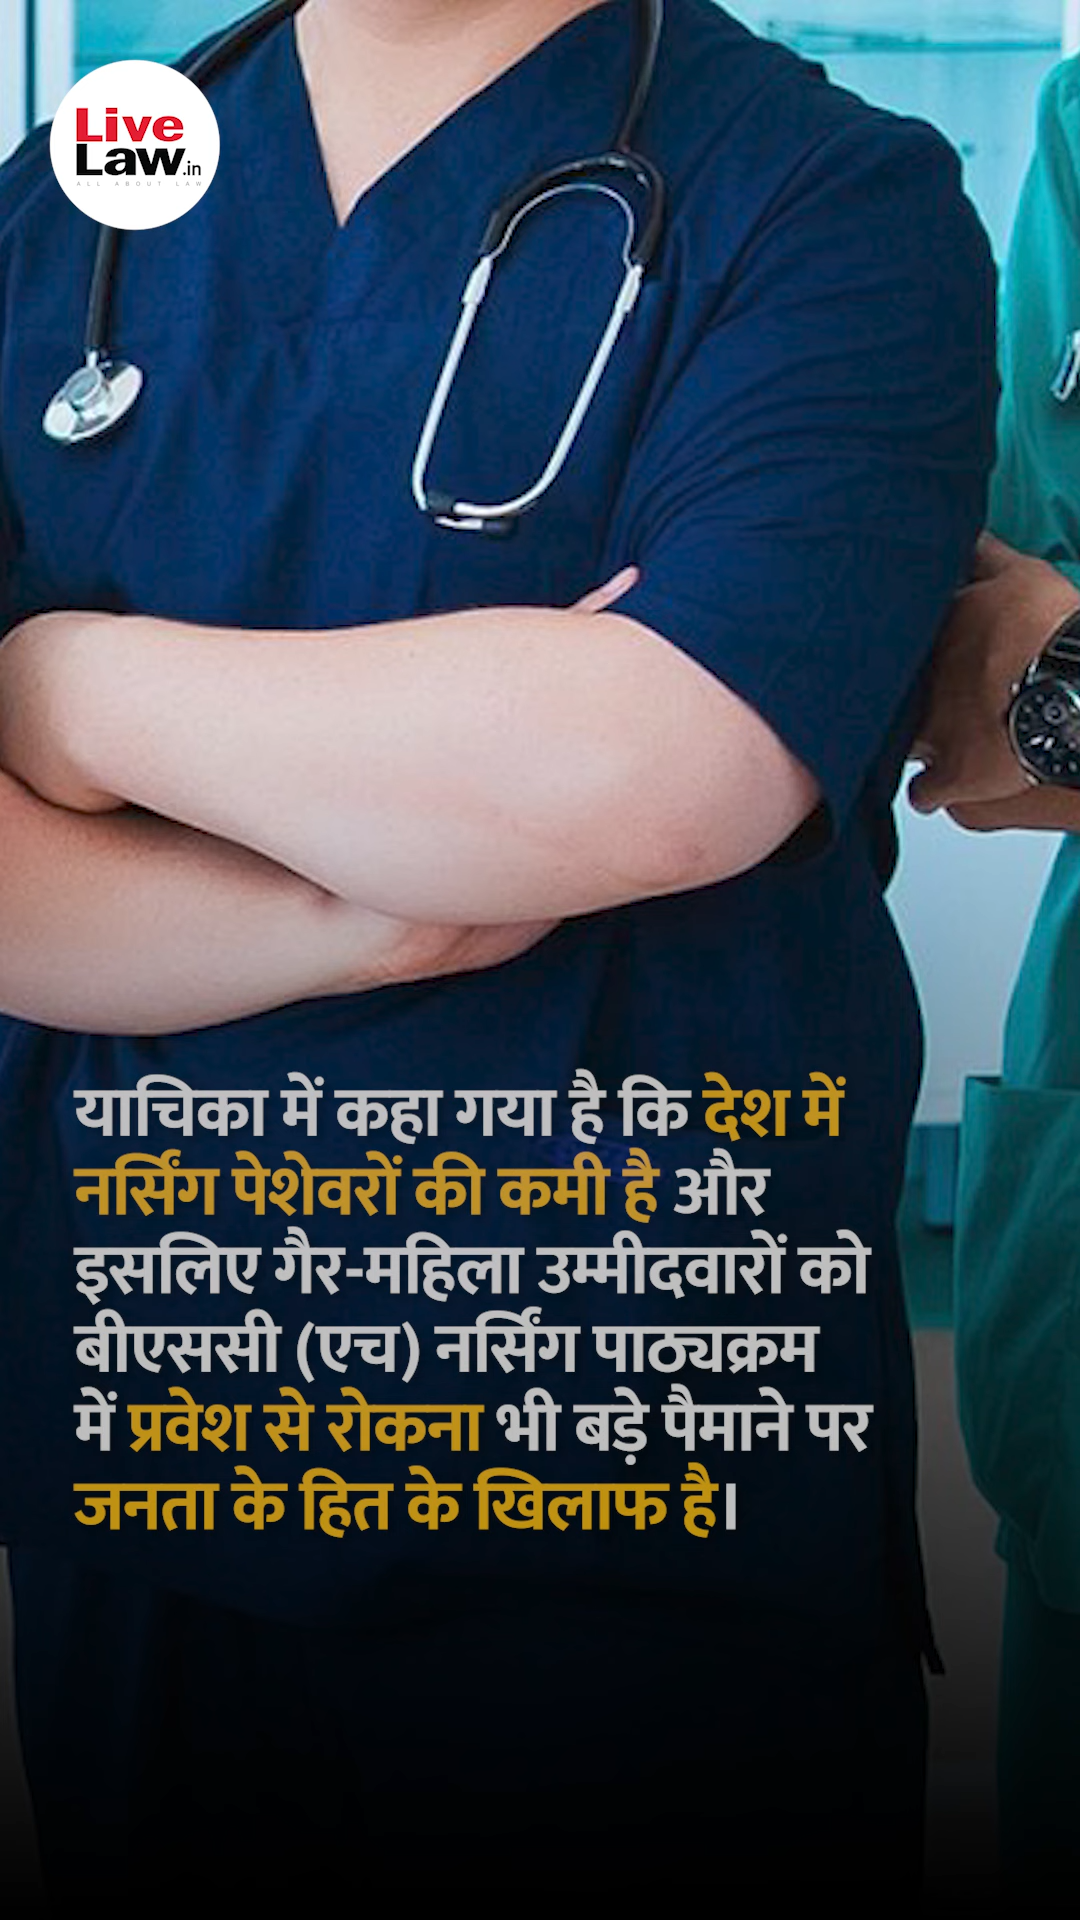 Live
Law.in
ALL ABOUT LAW
याचिका में कहा गया है कि देश में
नर्सिंग पेशेवरों की कमी है और
इसलिए गैर-महिला उम्मीदवारों को
बीएससी (एच) नर्सिंग पाठ्यक्रम
में प्रवेश से रोकना भी बड़े पैमाने पर
जनता के हित के खिलाफ है।